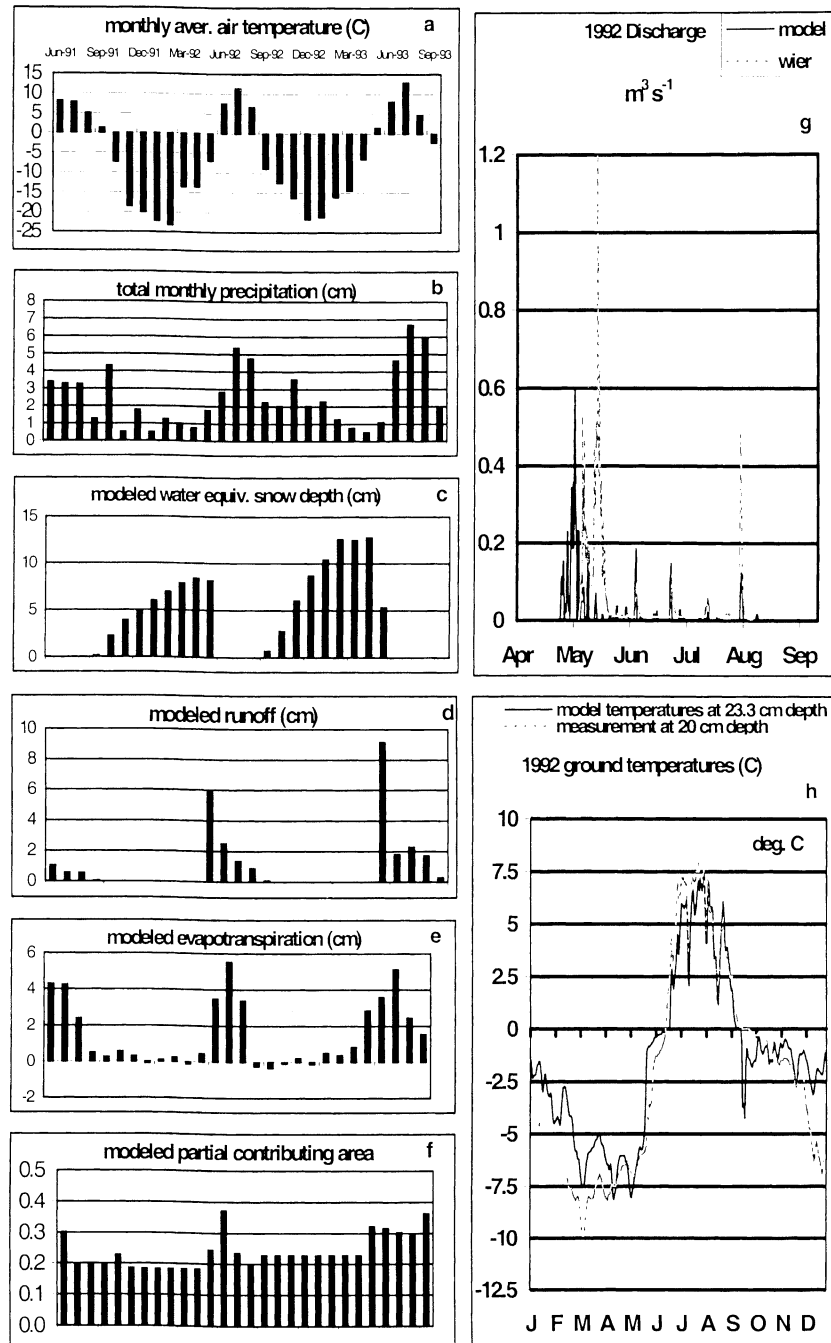 monthly aver. air temperature (C) a
Jun-91 Sep-91 Dec-91 Mar-92 Jun-92 Sep-92 Dec-92 Mar-93 Jun-93 Sep-93
15
10
5
0
-5
-10
-15
-20
-25
total monthly precipitation (cm) b
8
7
6
5
4
3
2
1
0
modeled water equiv. snow depth (cm) c
15
10
5
0
modeled runoff (cm) d
10
8
6
4
2
0
modeled evapotranspiration (cm) e
6
4
2
0
-2
modeled partial contributing area f
0.5
0.4
0.3
0.2
0.1
0.0
1992 Discharge
model
wier
m³ s⁻¹
g
1.2
1
0.8
0.6
0.4
0.2
0
Apr May Jun Jul Aug Sep
model temperatures at 23.3 cm depth
measurement at 20 cm depth
1992 ground temperatures (C)
h
deg. C
10
7.5
5
2.5
0
-2.5
-5
-7.5
-10
-12.5
J F M A M J J A S O N D